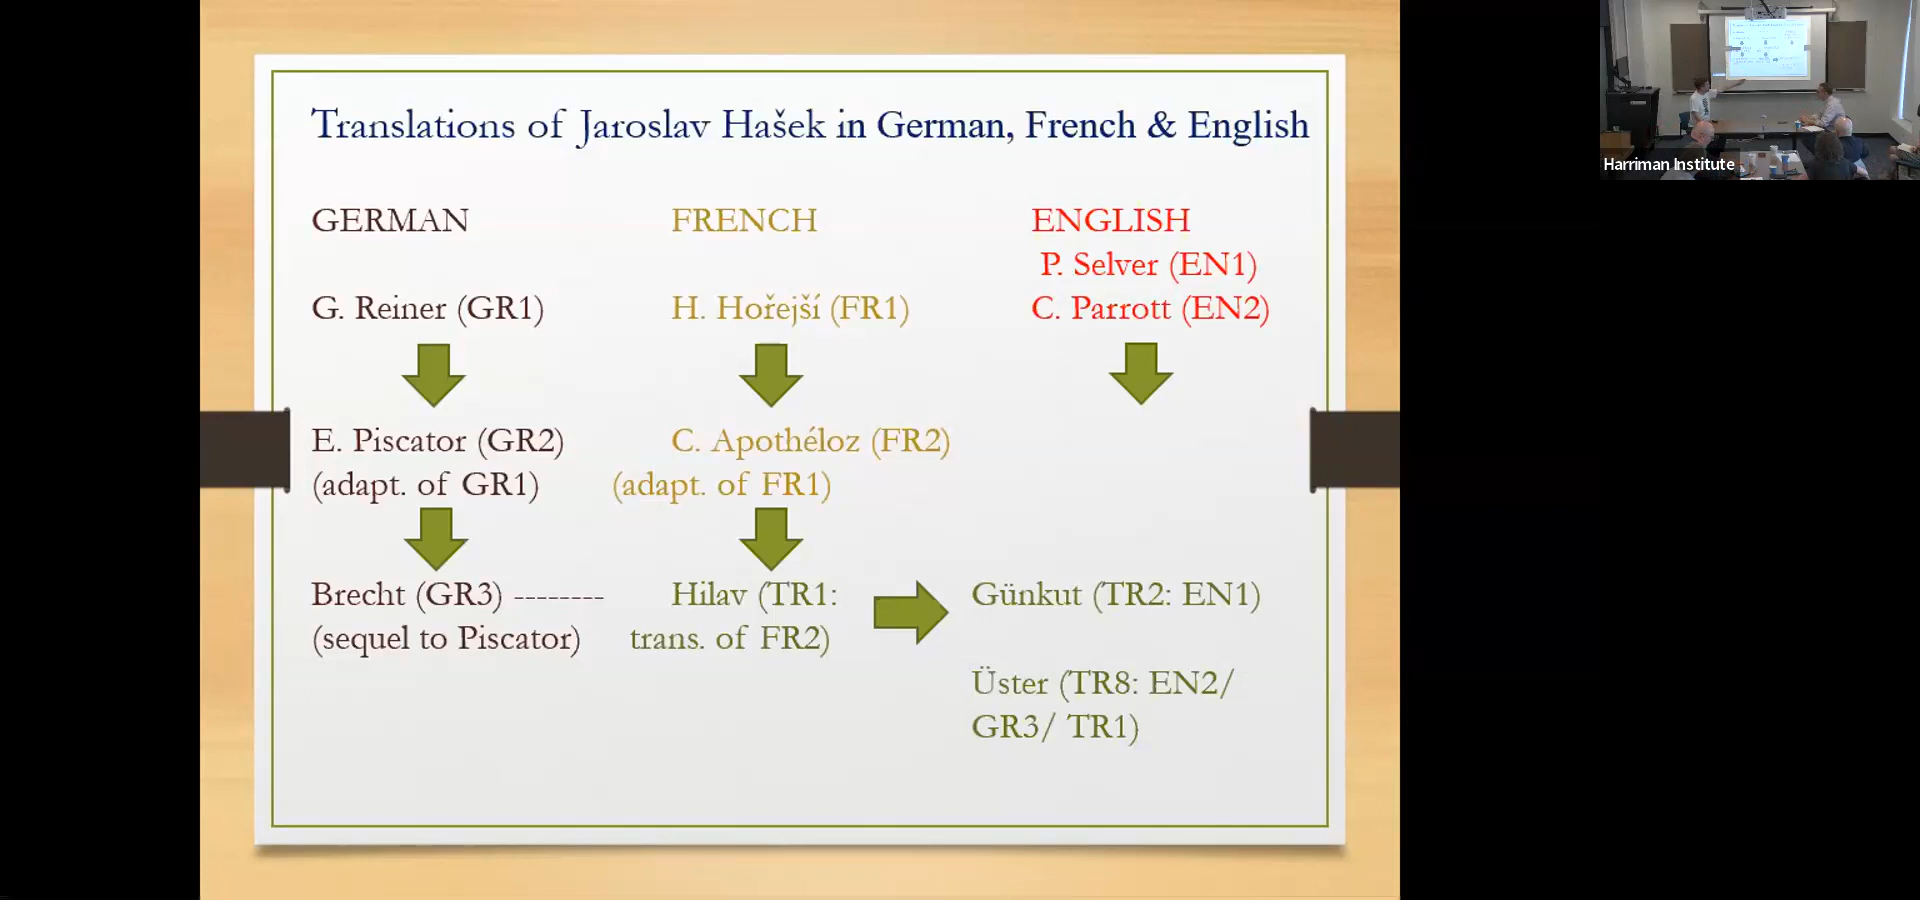 Translations of Jaroslav Hašek in German, French & English
GERMAN
FRENCH
ENGLISH
P. Selver (EN1)
G. Reiner (GR1)
H. Hořejší (FR1)
C. Parrott (EN2)
E. Piscator (GR2)
(adapt. of GR1)
C. Apothéloz (FR2)
(adapt. of FR1)
Brecht (GR3) --------
(sequel to Piscator)
Hilav (TR1:
trans. of FR2)
Günkut (TR2: EN1)
Üster (TR8: EN2/
GR3/ TR1)
Harriman Institute